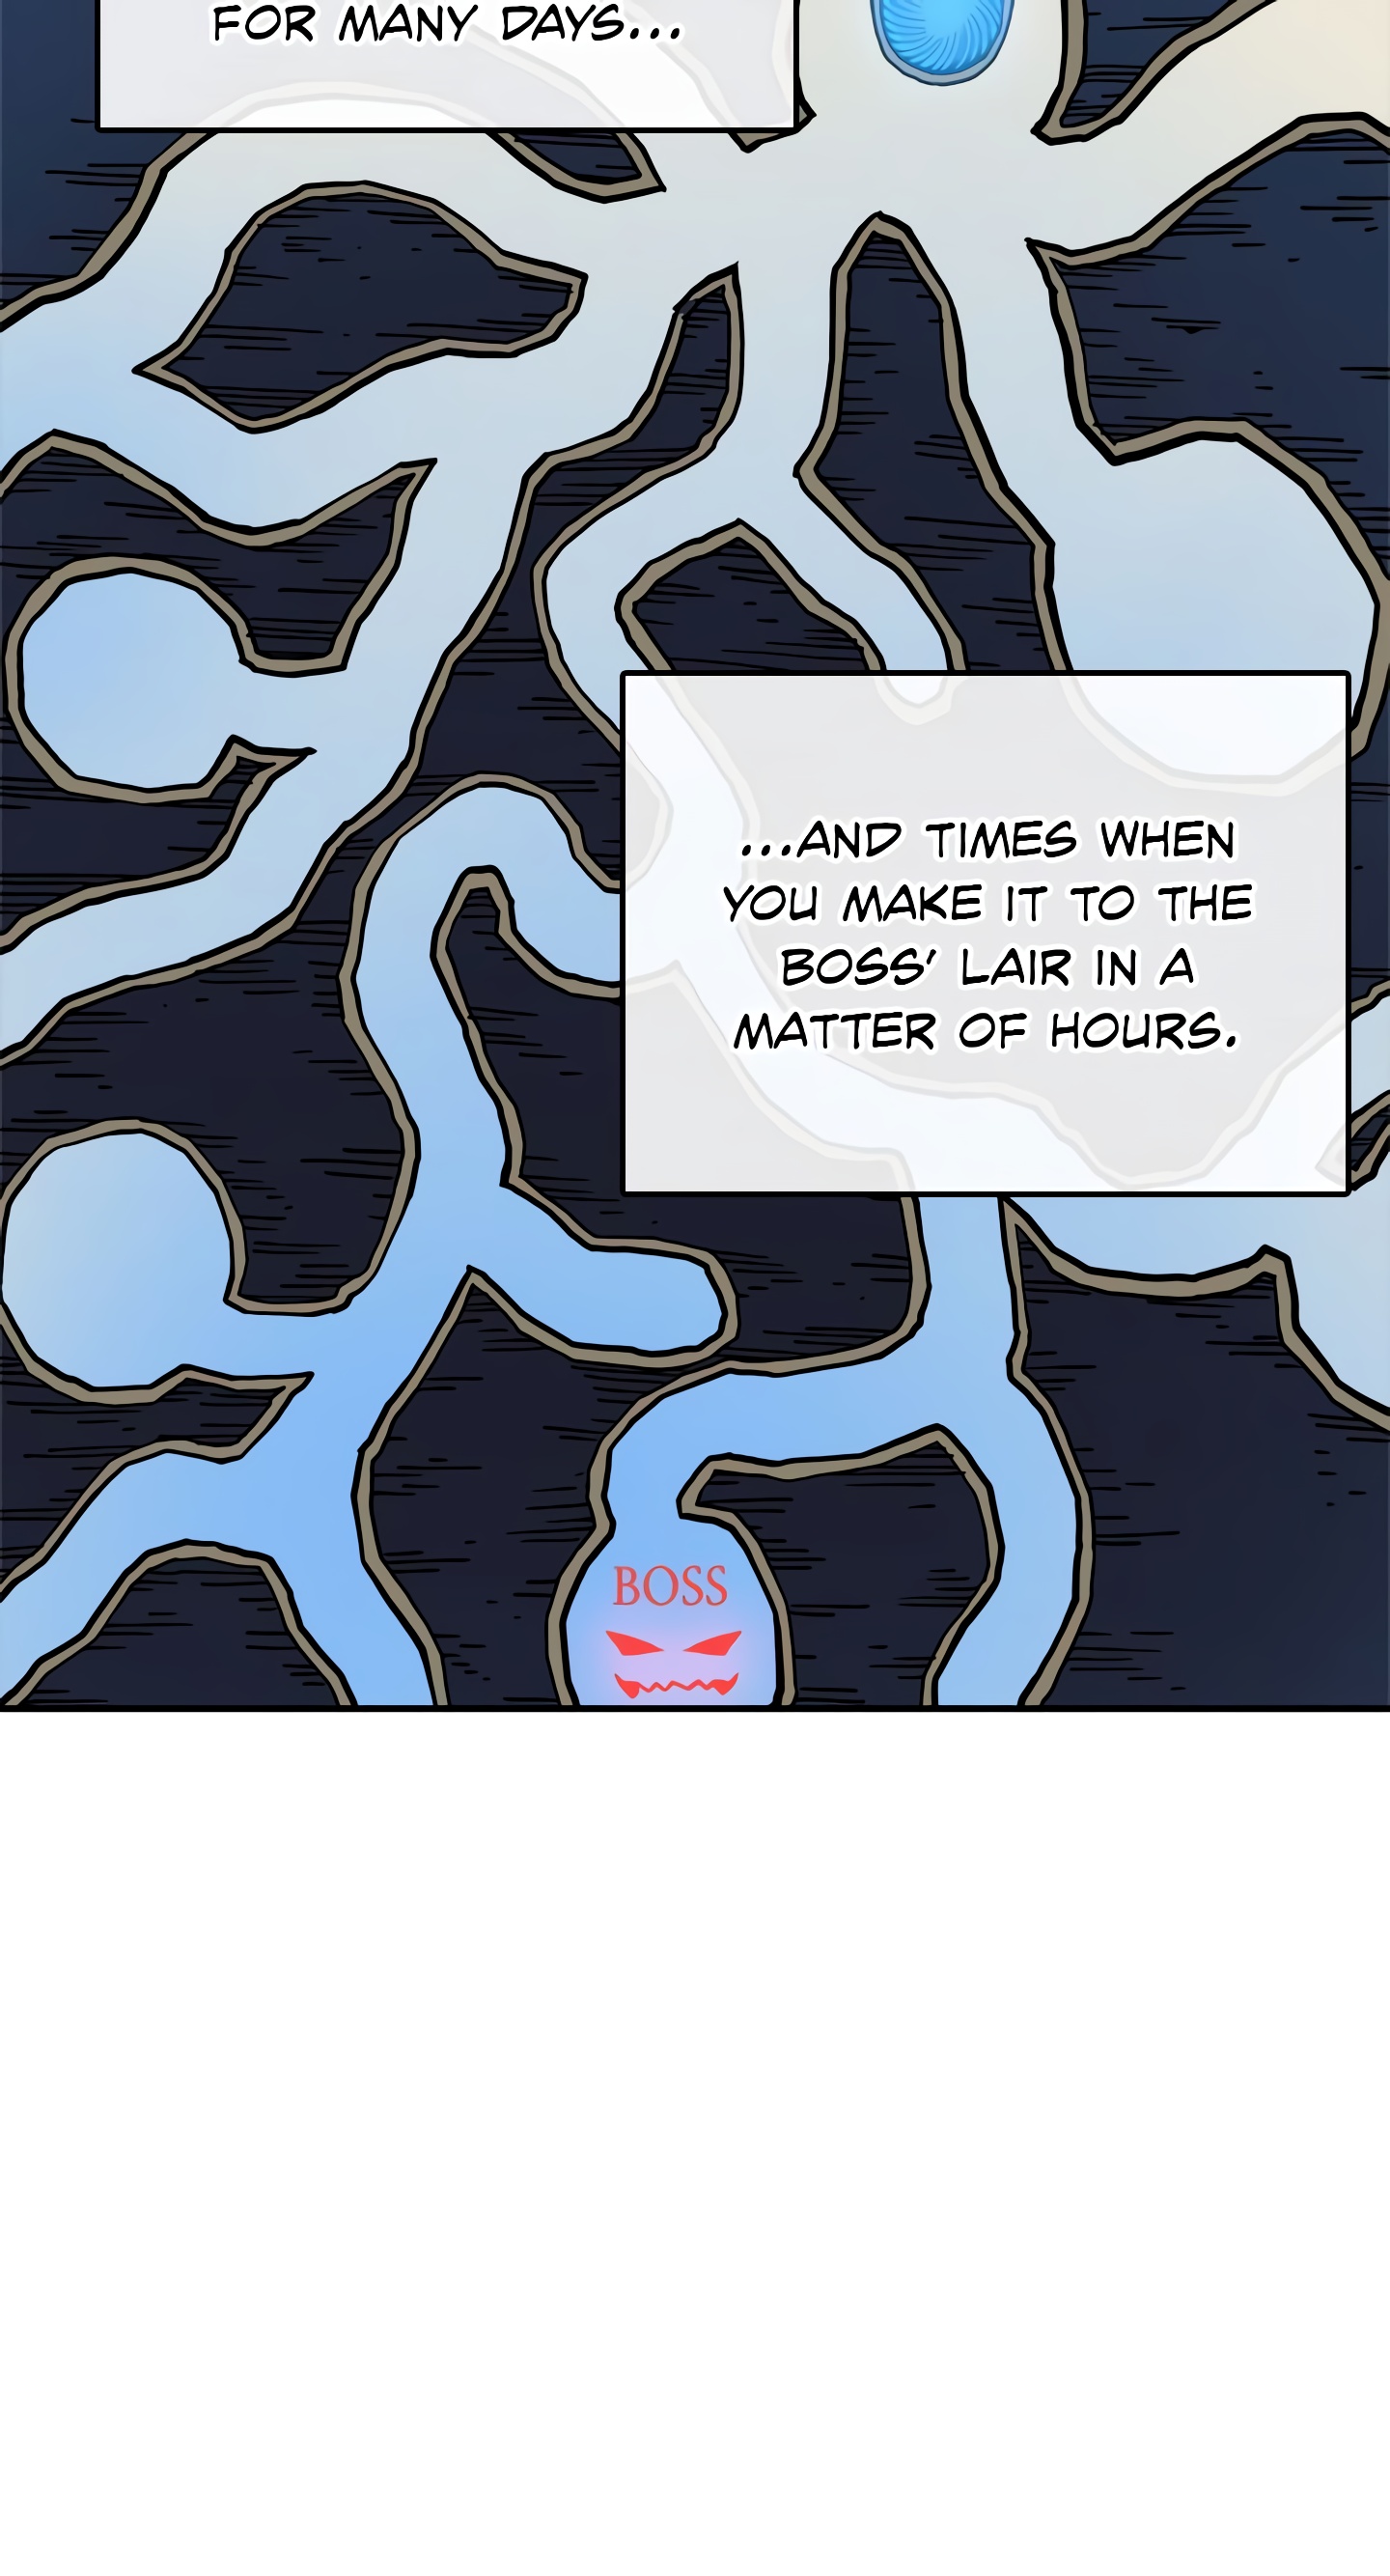 FOR MANY DAYS...
...AND TIMES WHEN
YOU MAKE IT TO THE
BOSS' LAIR IN A
MATTER OF HOURS.
BOSS